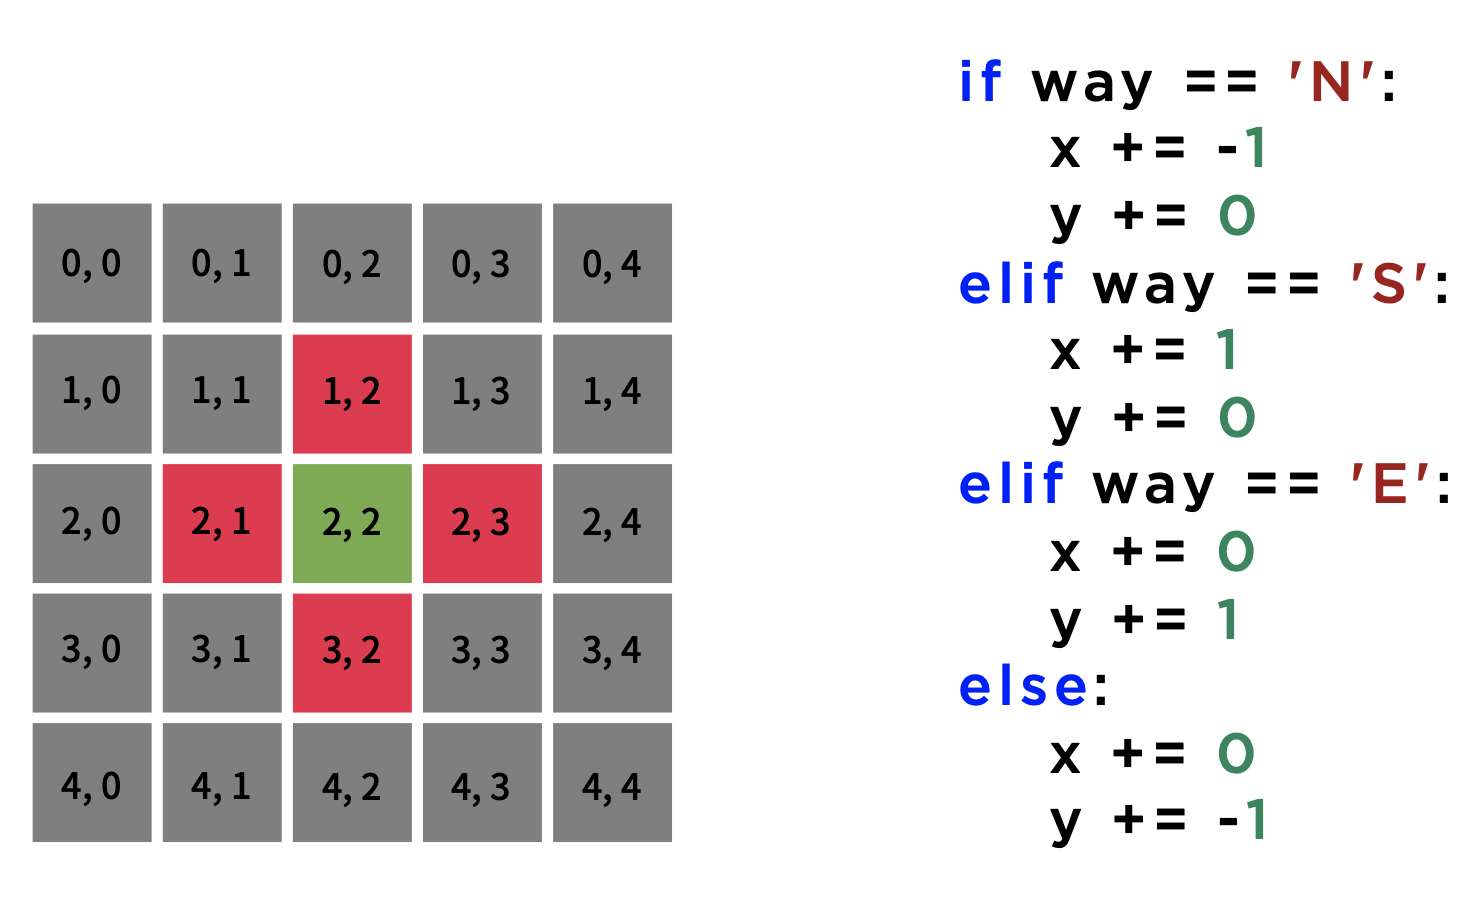 0, 0 0, 1 0, 2 0, 3 0, 4
1, 0 1, 1 1, 2 1, 3 1, 4
2, 0 2, 1 2, 2 2, 3 2, 4
3, 0 3, 1 3, 2 3, 3 3, 4
4, 0 4, 1 4, 2 4, 3 4, 4
if way == 'N':
x += -1
y += 0
elif way == 'S':
x += 1
y += 0
elif way == 'E':
x += 0
y += 1
else:
x += 0
y += -1